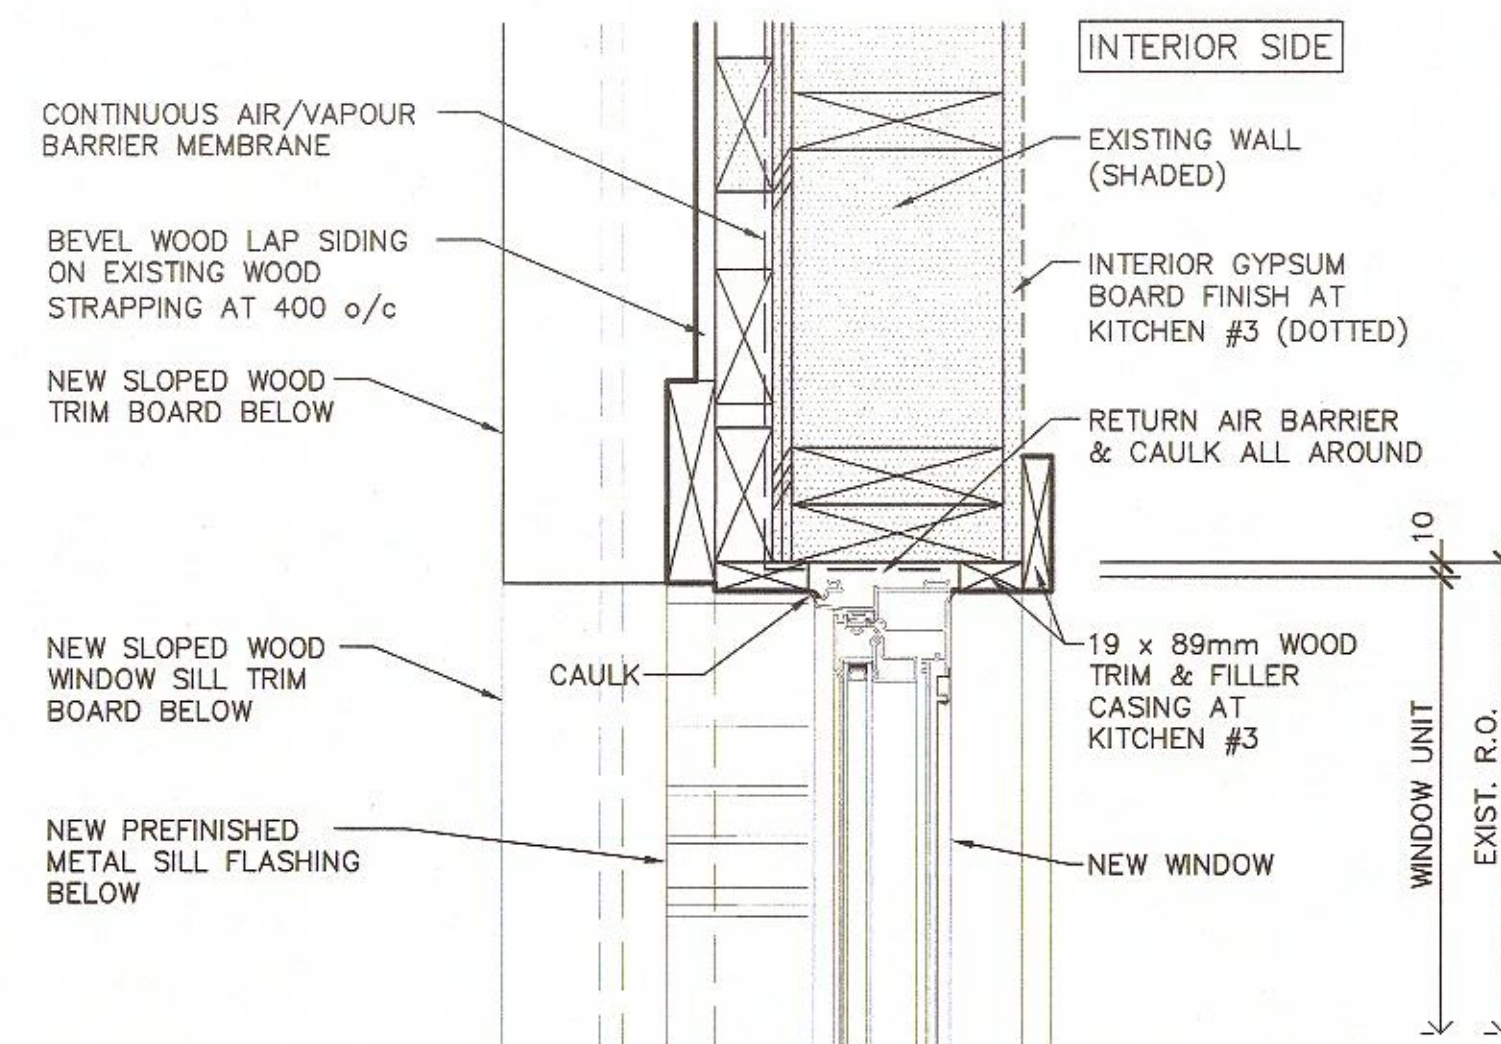 INTERIOR SIDE
CONTINUOUS AIR/VAPOUR
BARRIER MEMBRANE
BEVEL WOOD LAP SIDING
ON EXISTING WOOD
STRAPPING AT 400 o/c
NEW SLOPED WOOD
TRIM BOARD BELOW
NEW SLOPED WOOD
WINDOW SILL TRIM
BOARD BELOW
NEW PREFINISHED
METAL SILL FLASHING
BELOW
CAULK
EXISTING WALL
(SHADED)
INTERIOR GYPSUM
BOARD FINISH AT
KITCHEN #3 (DOTTED)
RETURN AIR BARRIER
& CAULK ALL AROUND
19 x 89mm WOOD
TRIM & FILLER
CASING AT
KITCHEN #3
NEW WINDOW
10
WINDOW UNIT
EXIST. R.O.